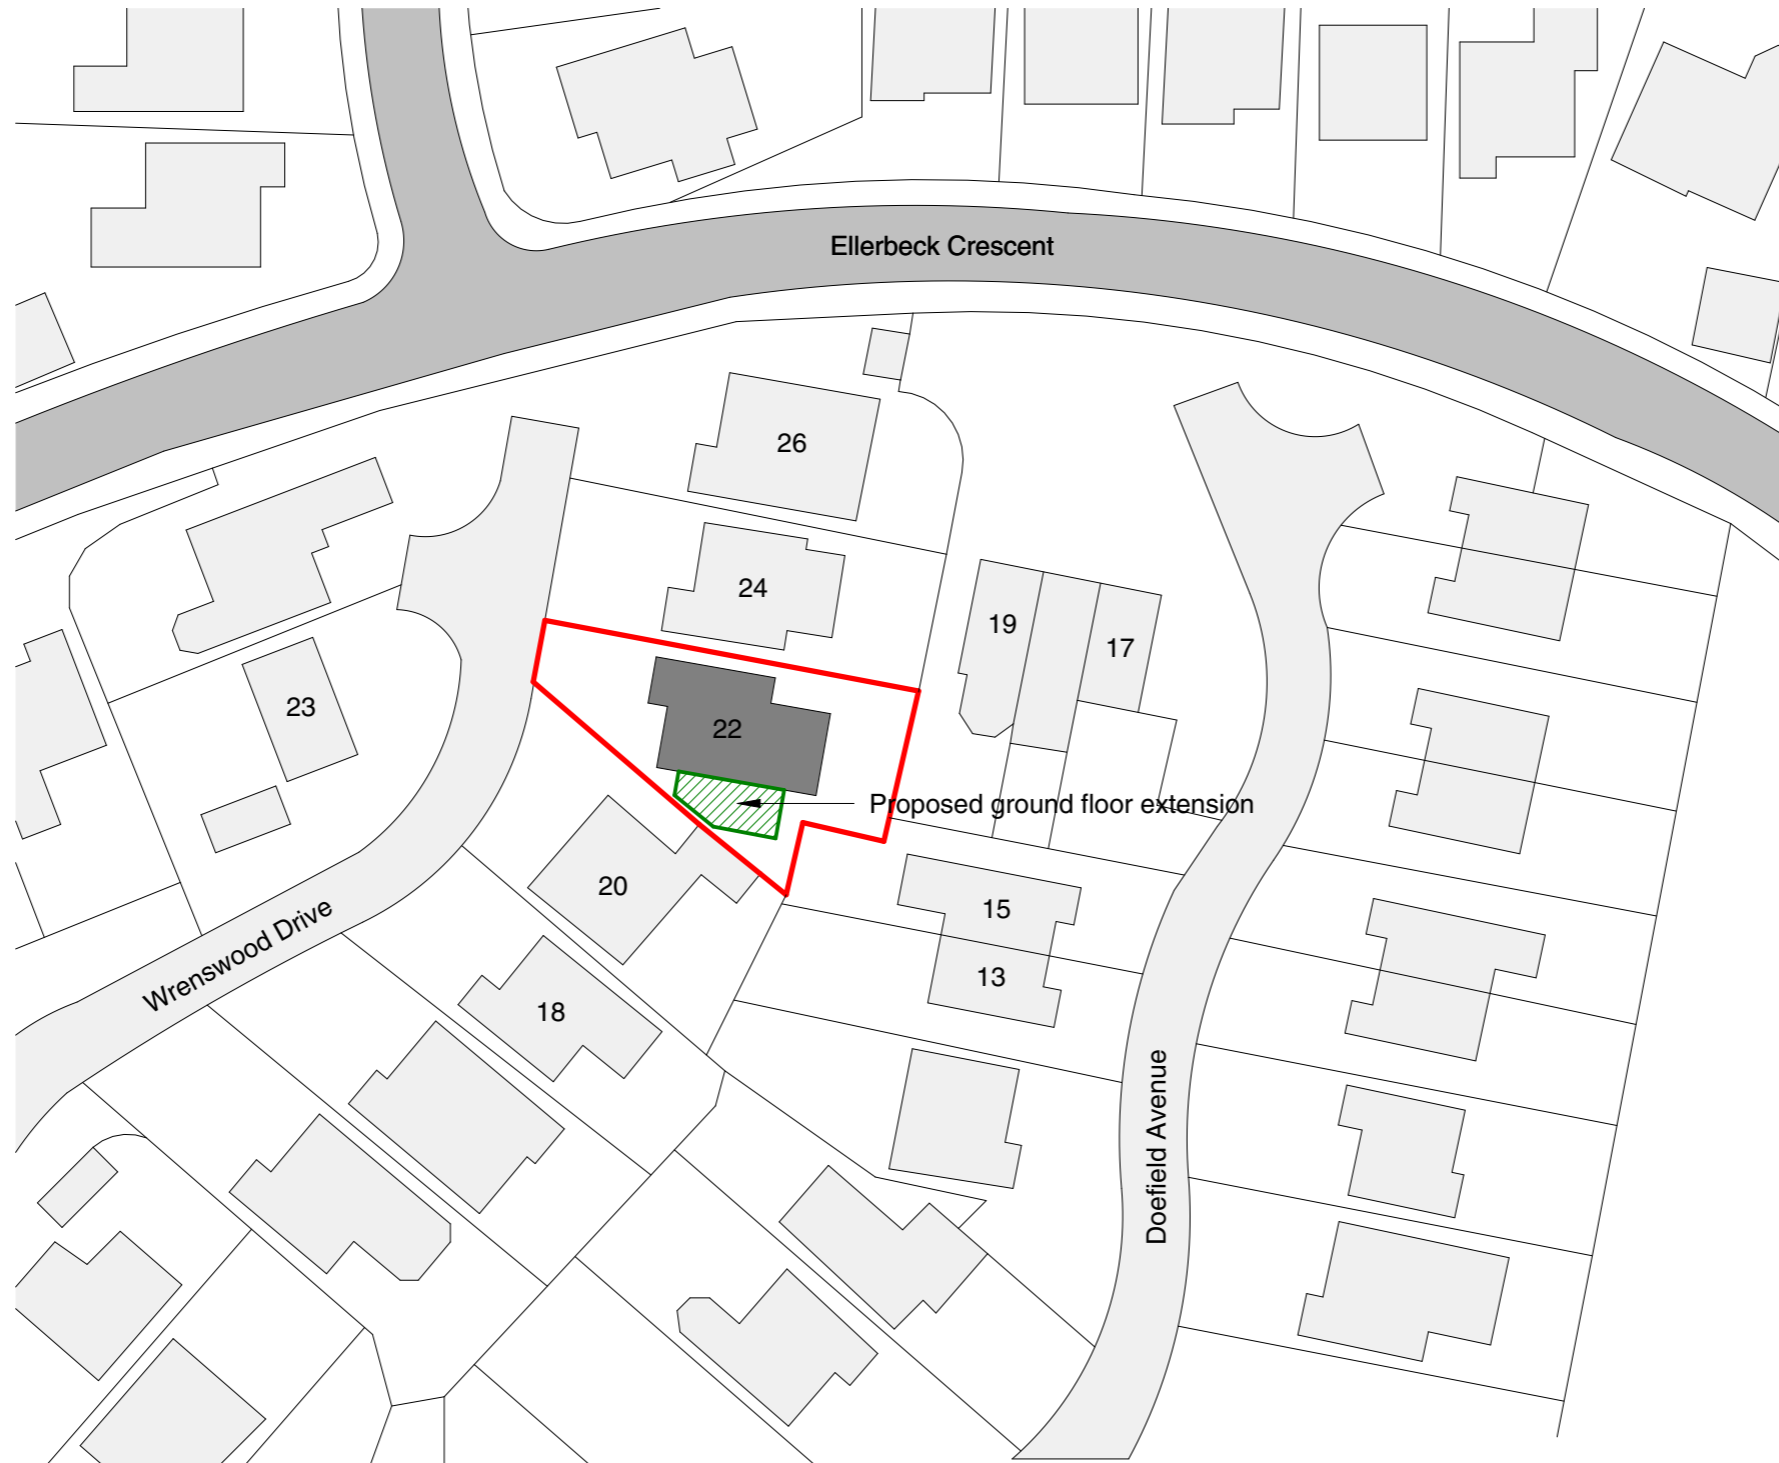 Ellerbeck Crescent
26
24
19
17
23
22
Proposed ground floor extension
20
15
13
Wrenswood Drive
18
Doefield Avenue